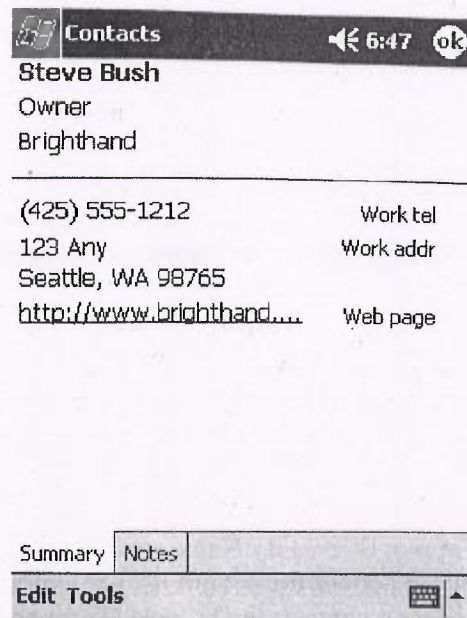 Contacts 6:47 ok
Steve Bush
Owner
Brighthand
(425) 555-1212 Work tel
123 Any Work addr
Seattle, WA 98765
http://www.brighthand.... Web page
Summary Notes
Edit Tools